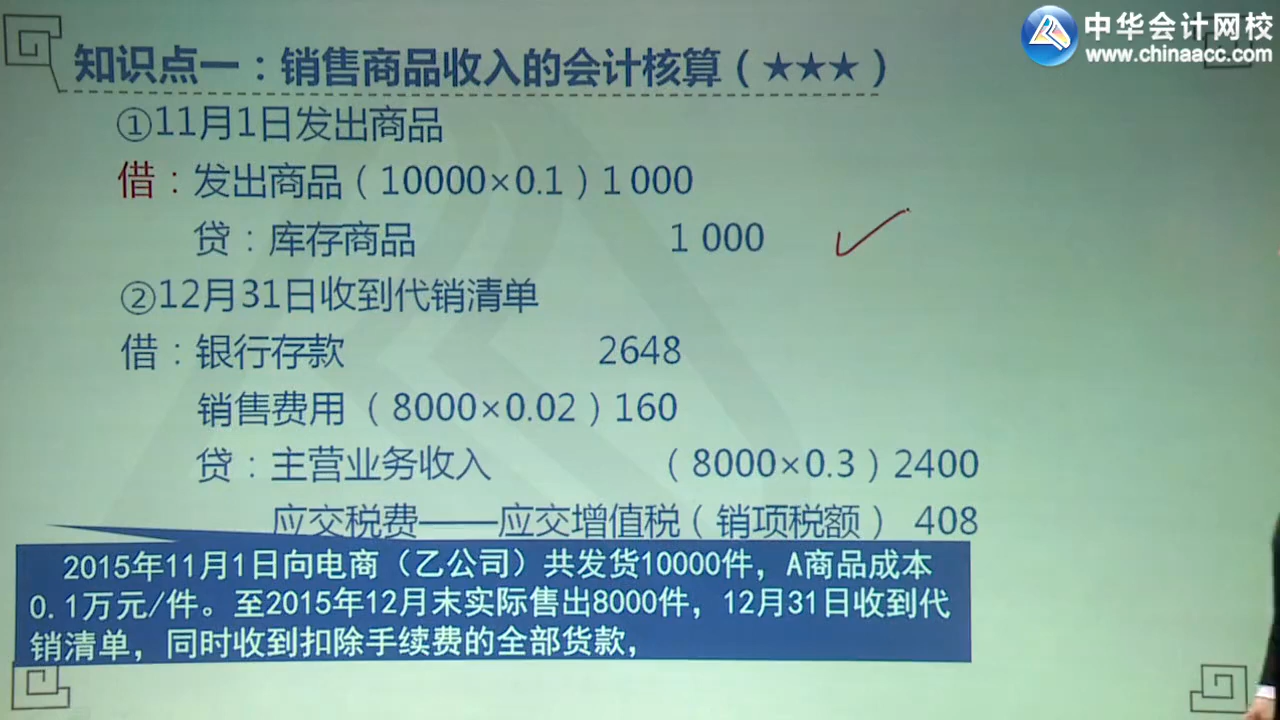 中华会计网校
www.chinaacc.com
知识点一：销售商品收入的会计核算（★★★）
①11月1日发出商品
借：发出商品（10000×0.1）1 000
贷：库存商品 1 000
②12月31日收到代销清单
借：银行存款 2648
销售费用（8000×0.02）160
贷：主营业务收入 （8000×0.3）2400
应交税费——应交增值税（销项税额） 408
2015年11月1日向电商（乙公司）共发货10000件，A商品成本
0.1万元/件。至2015年12月末实际售出8000件，12月31日收到代
销清单，同时收到扣除手续费的全部货款，